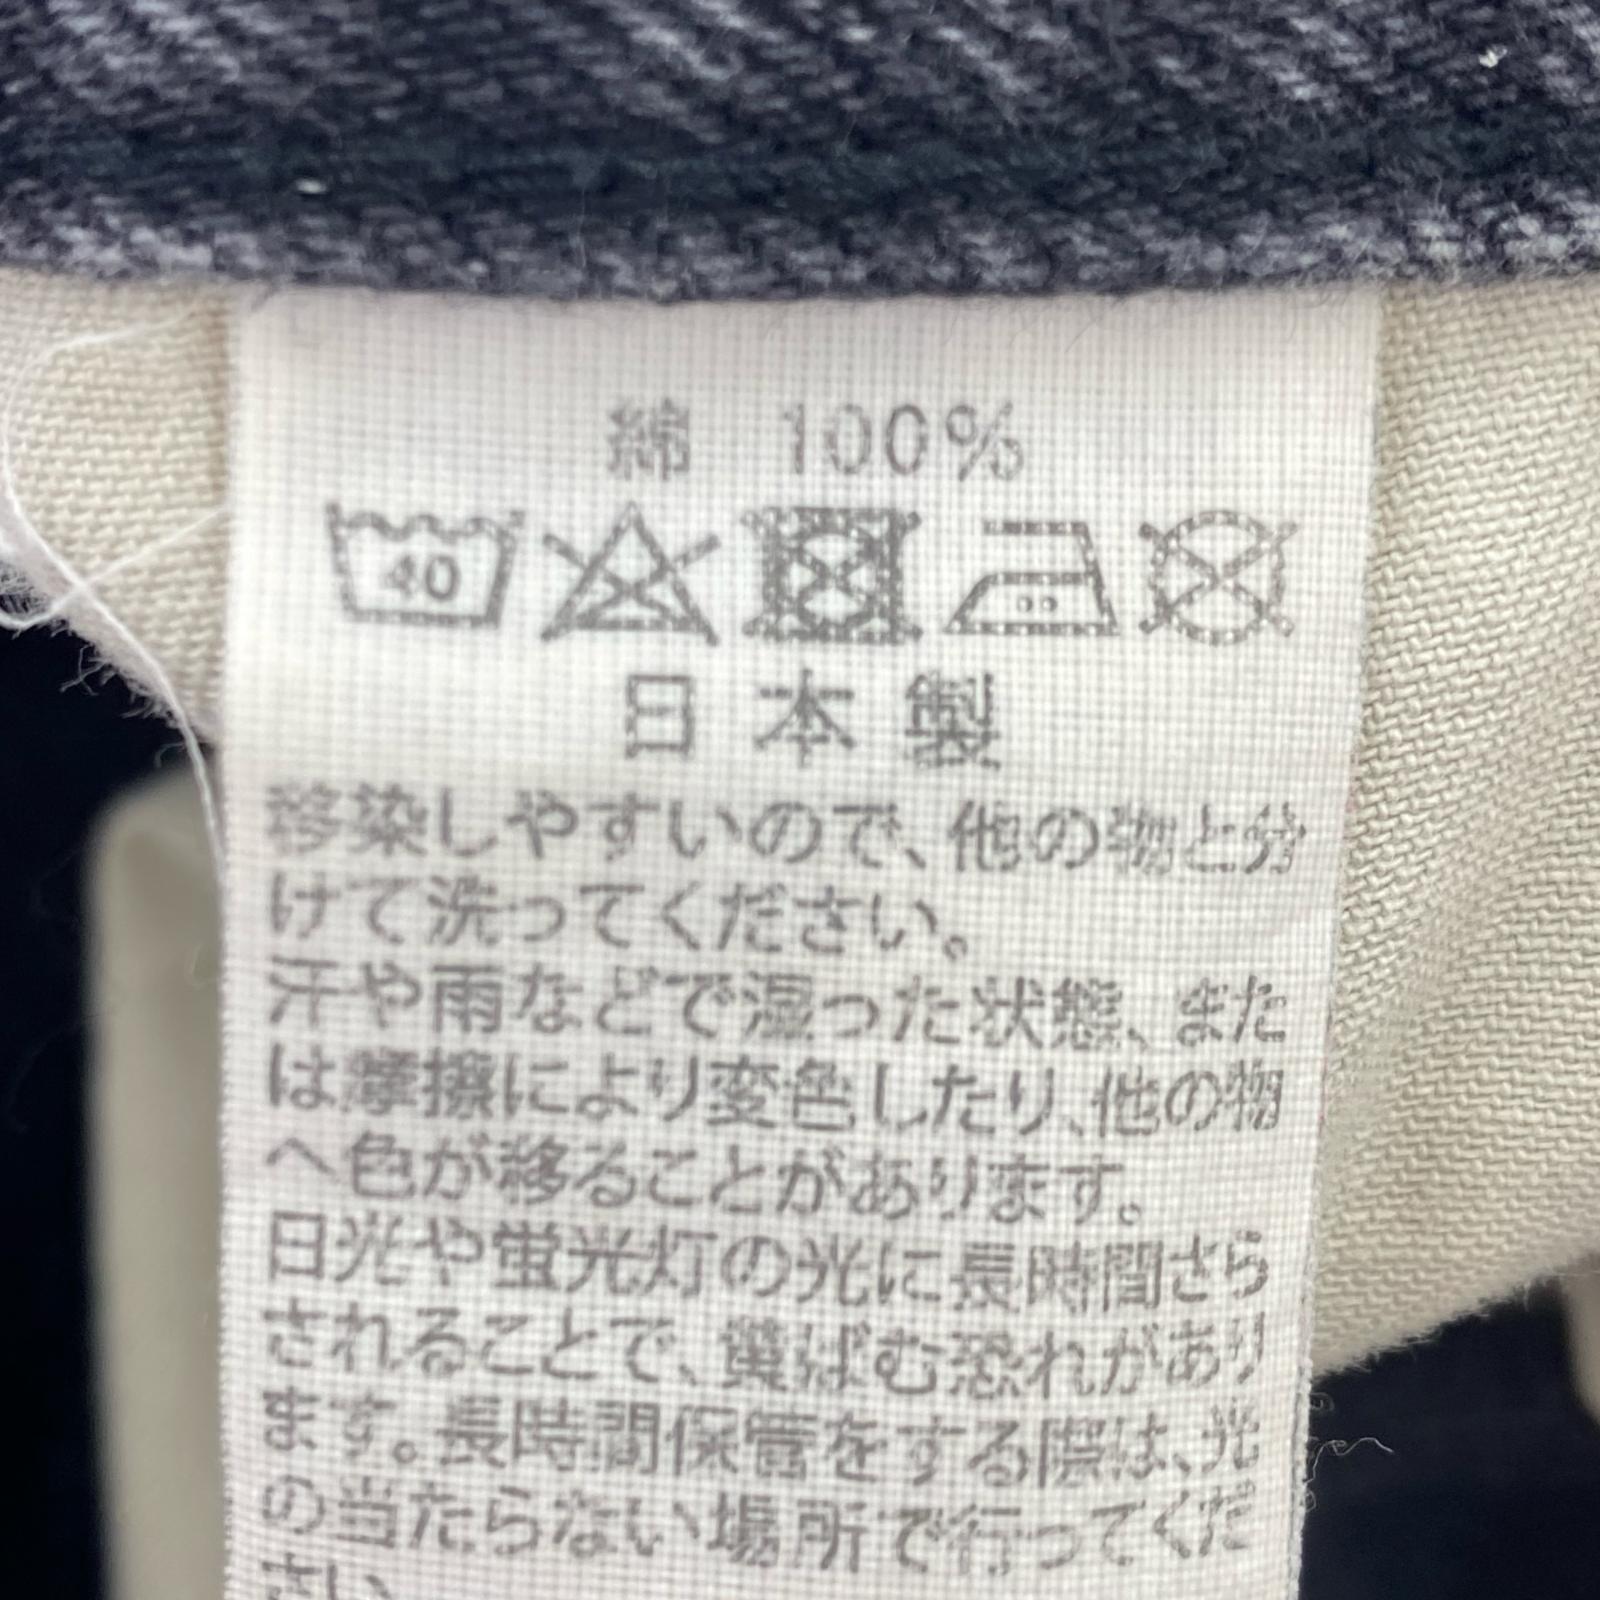 綿 100%
40
日本製
移染しやすいので、他の物と分
けて洗ってください。
汗や雨などで湿った状態、また
は摩擦により変色したり、他の物
へ色が移ることがあります。
日光や蛍光灯の光に長時間さら
されることで、黄ばむ恐れがあり
ます。長時間保管をする際は、光
の当たらない場所で行ってくだ
さい